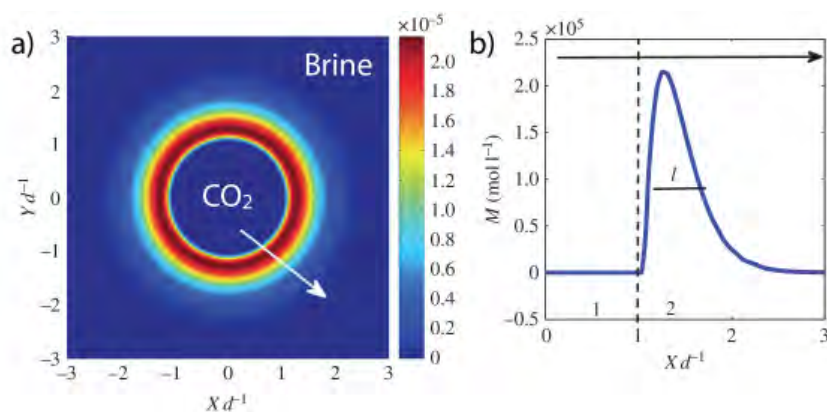 a)
×10⁻⁵
3
2
1
0
−1
−2
−3
Y d⁻¹
Brine
CO₂
−3 −2 −1 0 1 2 3
X d⁻¹
2.0
1.8
1.6
1.4
1.2
1.0
0.8
0.6
0.4
0.2
0
b)
×10⁵
2.5
2.0
1.5
1.0
0.5
0
−0.5
M (mol l⁻¹)
l
1 2
0 1 2 3
X d⁻¹